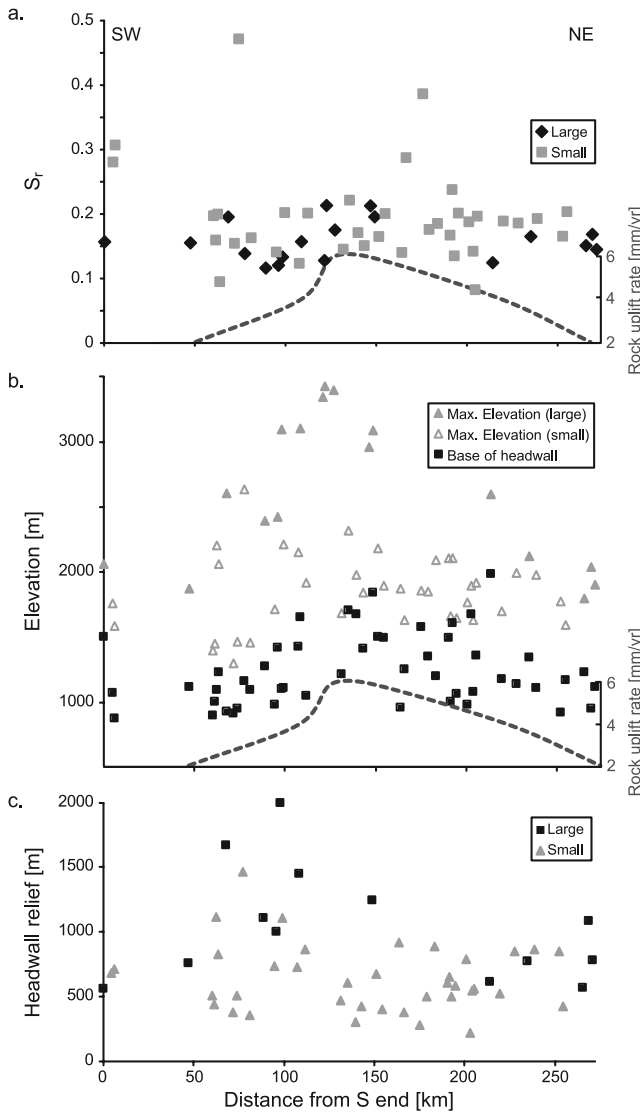 a.
SW
NE
0.5
0.4
0.3
0.2
0.1
0
Sr
Large
Small
6
4
2
Rock uplift rate [mm/yr]
b.
3000
2000
1000
Elevation [m]
Max. Elevation (large)
Max. Elevation (small)
Base of headwall
6
4
2
Rock uplift rate [mm/yr]
c.
2000
1500
1000
500
0
Headwall relief [m]
Large
Small
0
50
100
150
200
250
Distance from S end [km]